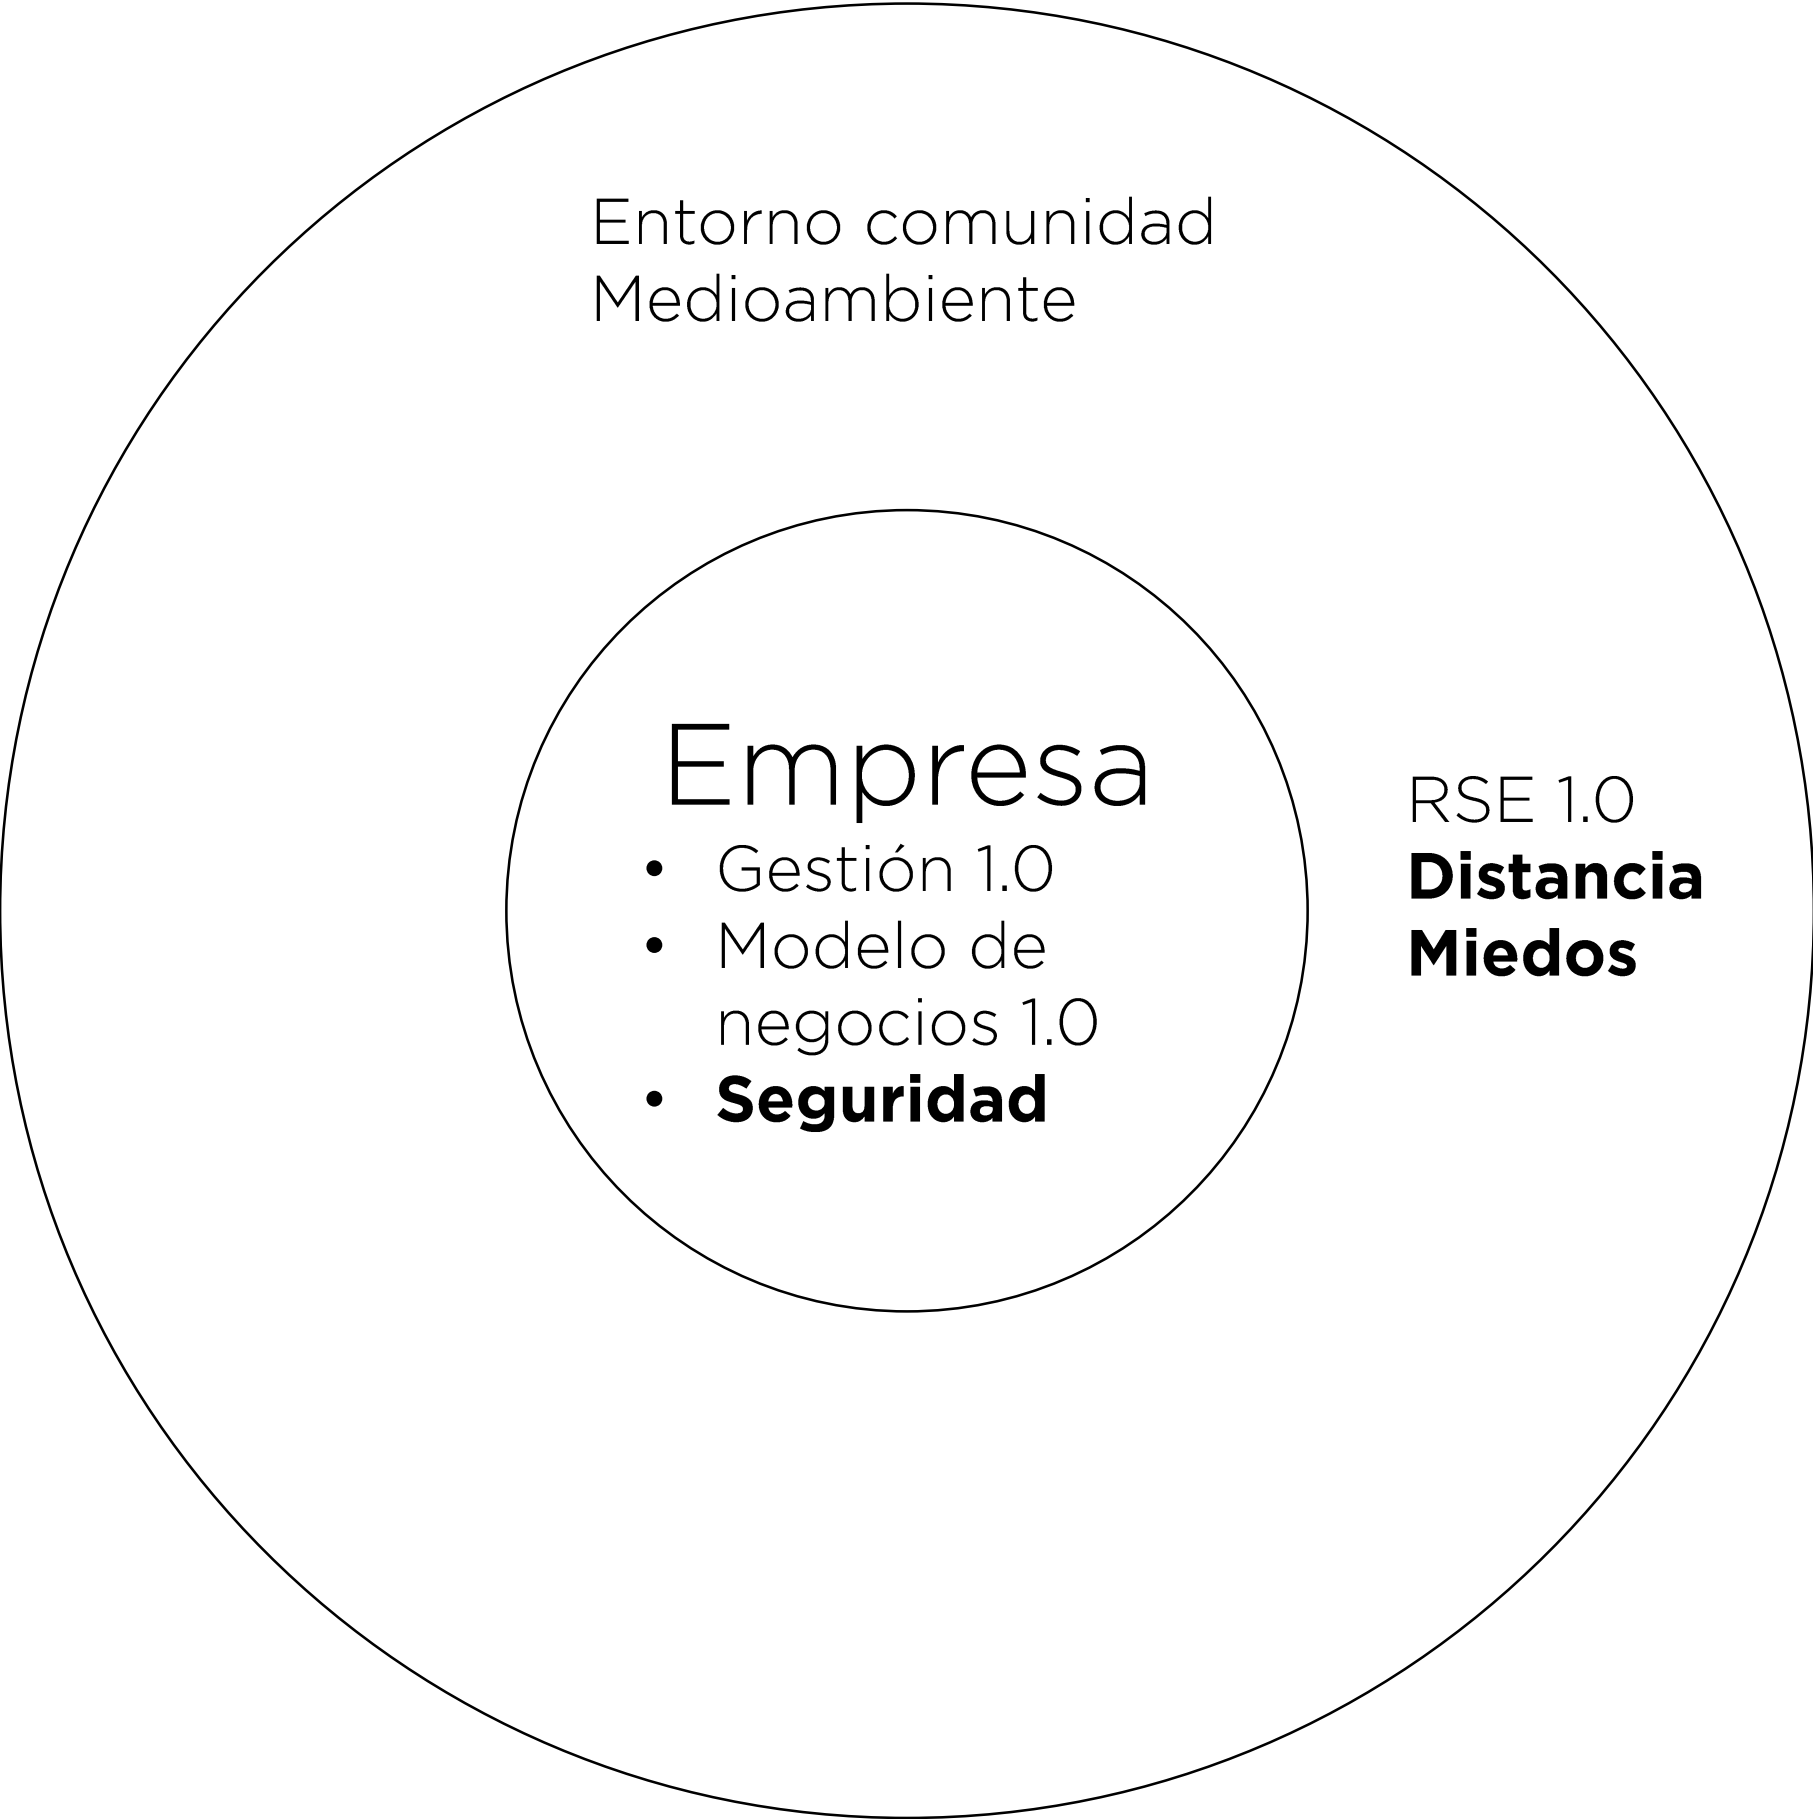 Entorno comunidad
Medioambiente
Empresa
• Gestión 1.0
• Modelo de
negocios 1.0
• Seguridad
RSE 1.0
Distancia
Miedos